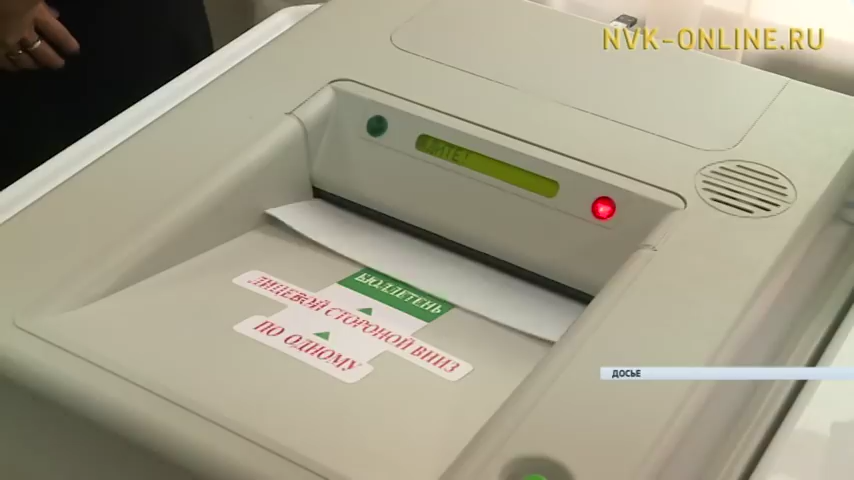 NVK-ONLINE.RU
БЮЛЛЕТЕНЬ
ЛИЦЕВОЙ СТОРОНОЙ ВНИЗ
ПО ОДНОМУ
ДОСЬЕ